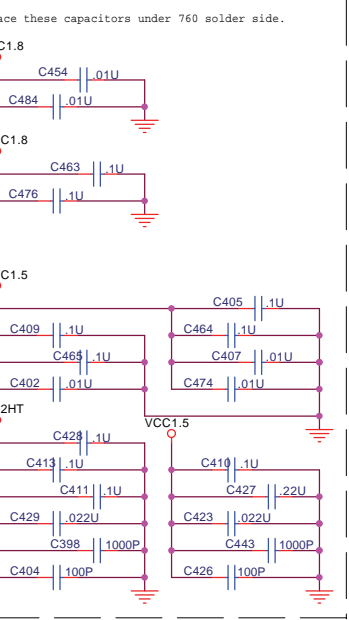 ace these capacitors under 760 solder side.
C1.8
C454 .01U
C484 .01U
C1.8
C463 .1U
C476 .1U
C1.5
C405 .1U
C409 .1U C464 .1U
C465 .1U C407 .01U
C402 .01U C474 .01U
2HT
VCC1.5
C428 .1U
C413 .1U C410 .1U
C411 .1U C427 .22U
C429 .022U C423 .022U
C398 1000P C443 1000P
C404 100P C426 100P